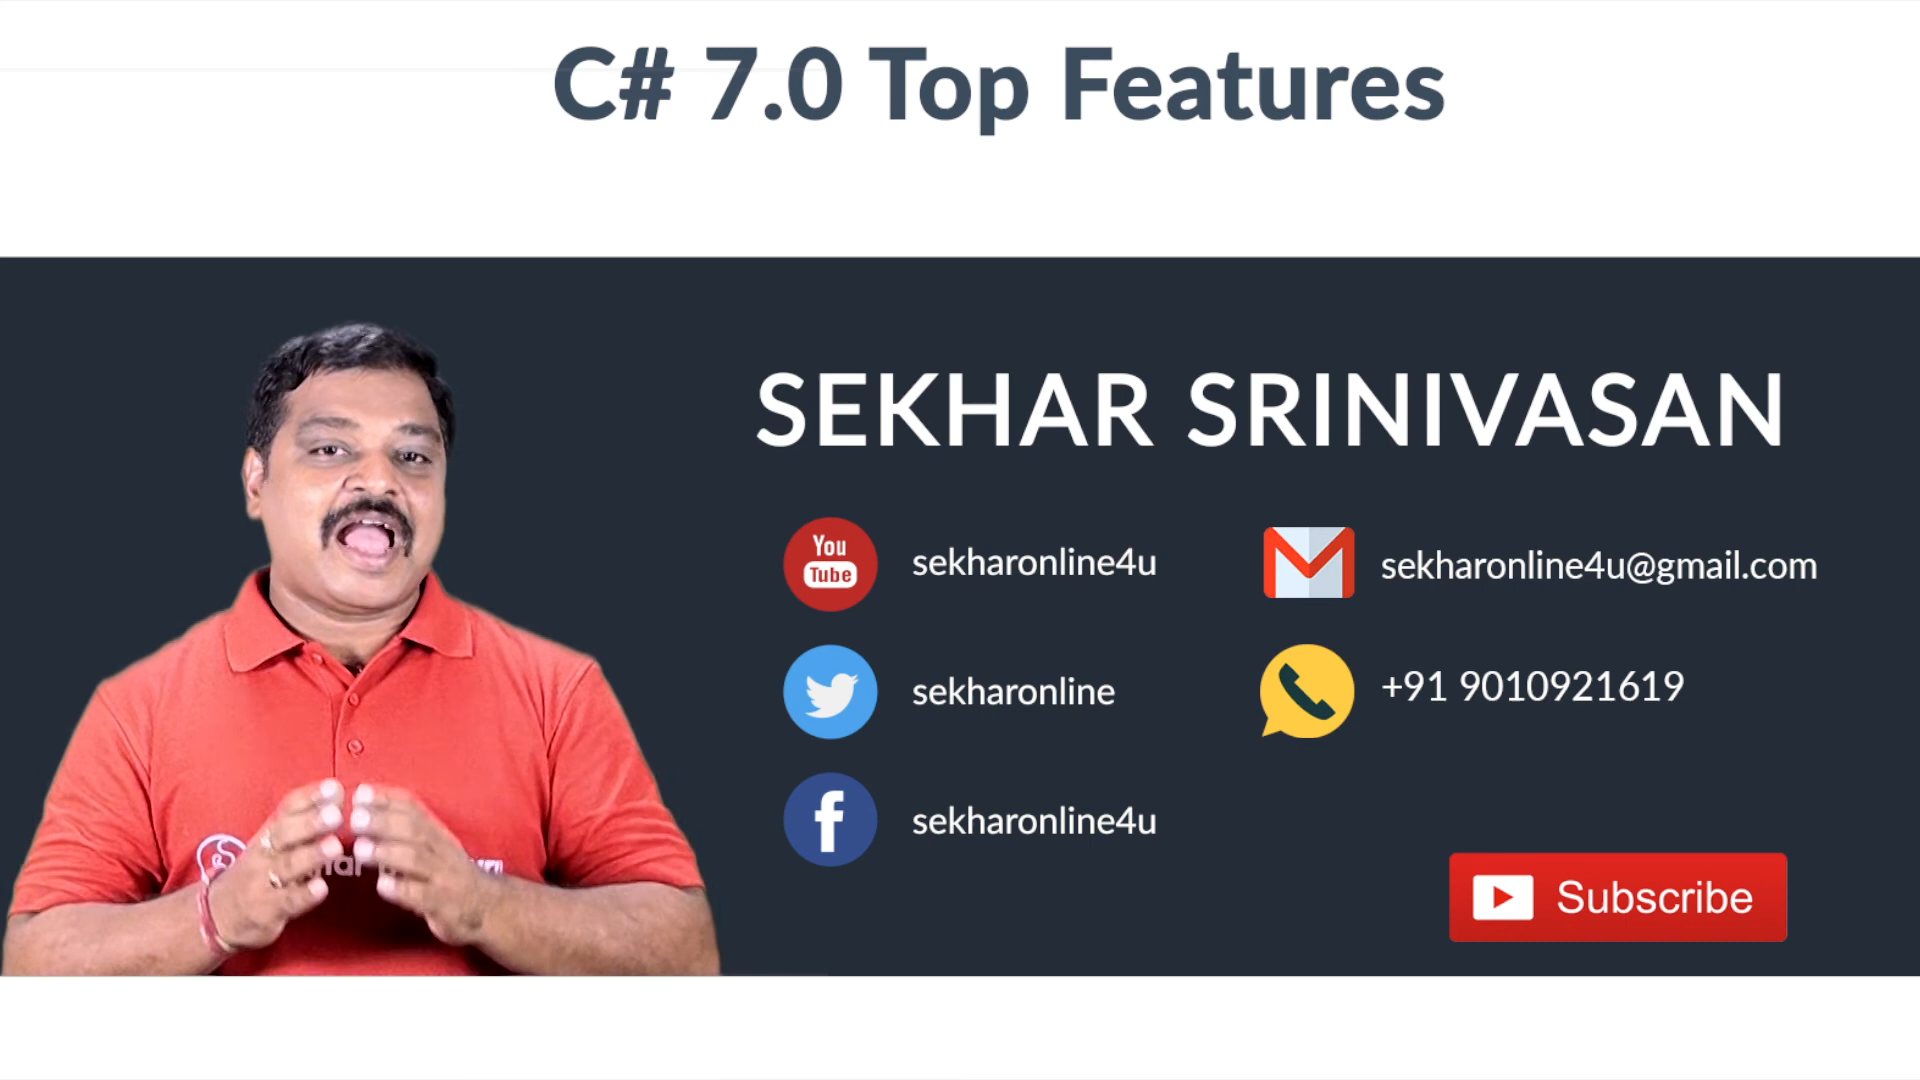 C# 7.0 Top Features
SEKHAR SRINIVASAN
You
Tube
sekharonline4u
sekharonline4u@gmail.com
sekharonline
+91 9010921619
f
sekharonline4u
Subscribe